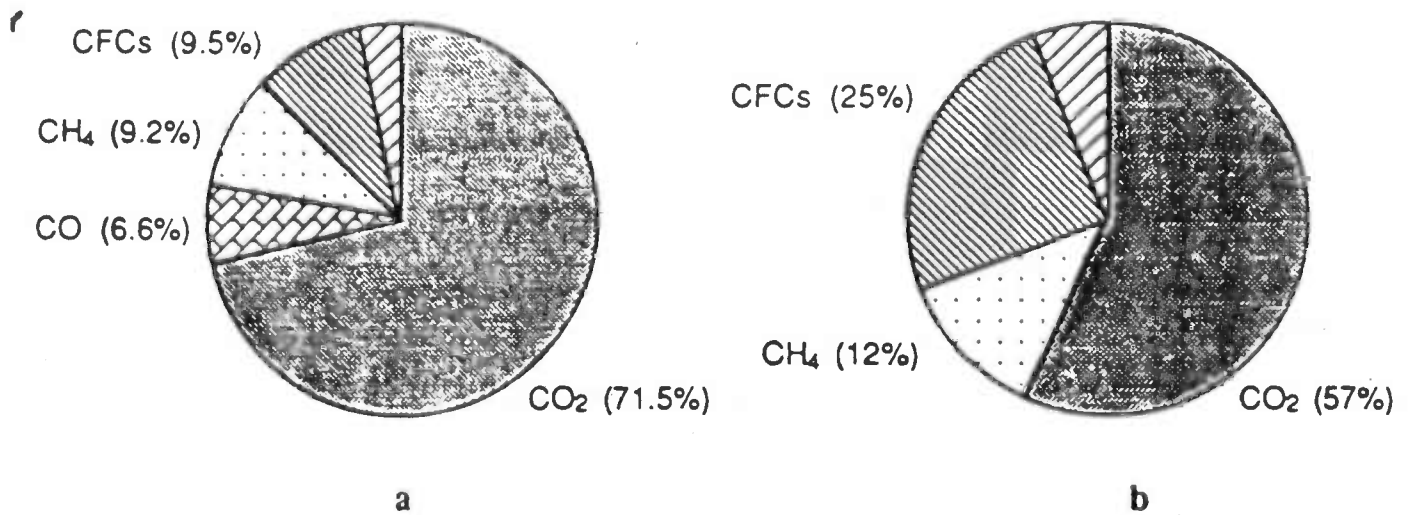 CFCs (9.5%)
CH₄ (9.2%)
CO (6.6%)
CO₂ (71.5%)
a
CFCs (25%)
CH₄ (12%)
CO₂ (57%)
b